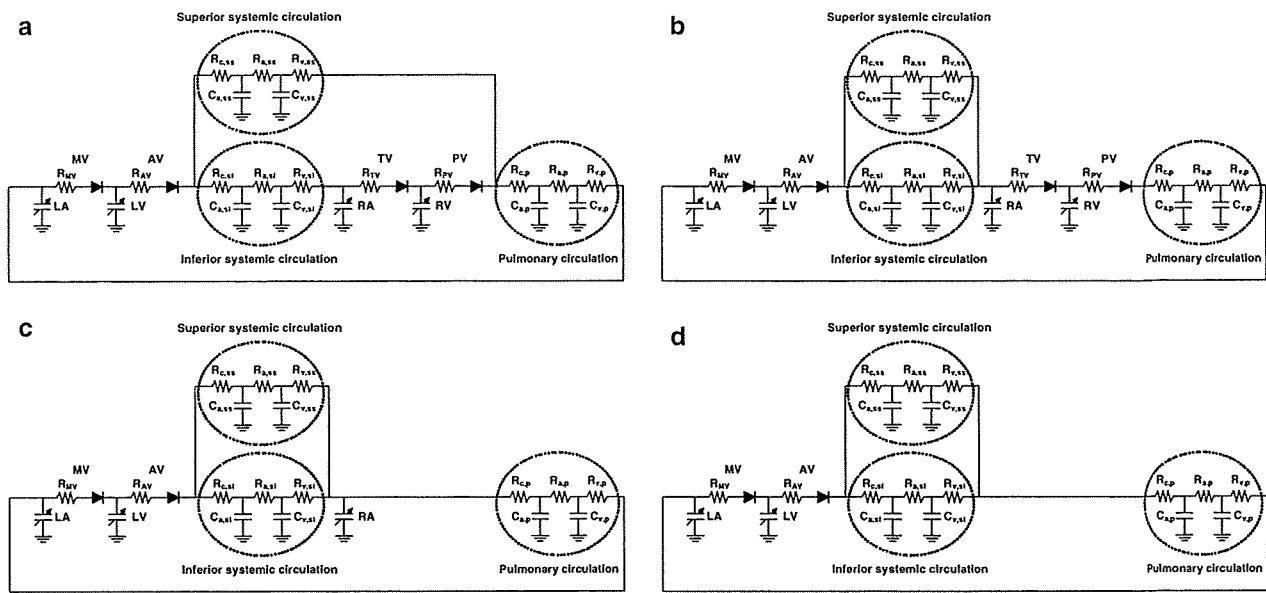 a
Superior systemic circulation
Rc,ss Ra,ss Rv,ss
Ca,ss Cv,ss
MV AV TV PV
RMV RAV Rc,si Ra,si Rv,si RTV RPV Rc,p Ra,p Rv,p
LA LV Ca,si Cv,si RA RV Ca,p Cv,p
Inferior systemic circulation Pulmonary circulation
b
Superior systemic circulation
Rc,ss Ra,ss Rv,ss
Ca,ss Cv,ss
MV AV TV PV
RMV RAV Rc,si Ra,si Rv,si RTV RPV Rc,p Ra,p Rv,p
LA LV Ca,si Cv,si RA RV Ca,p Cv,p
Inferior systemic circulation Pulmonary circulation
c
Superior systemic circulation
Rc,ss Ra,ss Rv,ss
Ca,ss Cv,ss
MV AV
RMV RAV Rc,si Ra,si Rv,si Rc,p Ra,p Rv,p
LA LV Ca,si Cv,si RA Ca,p Cv,p
Inferior systemic circulation Pulmonary circulation
d
Superior systemic circulation
Rc,ss Ra,ss Rv,ss
Ca,ss Cv,ss
MV AV
RMV RAV Rc,si Ra,si Rv,si Rc,p Ra,p Rv,p
LA LV Ca,si Cv,si Ca,p Cv,p
Inferior systemic circulation Pulmonary circulation